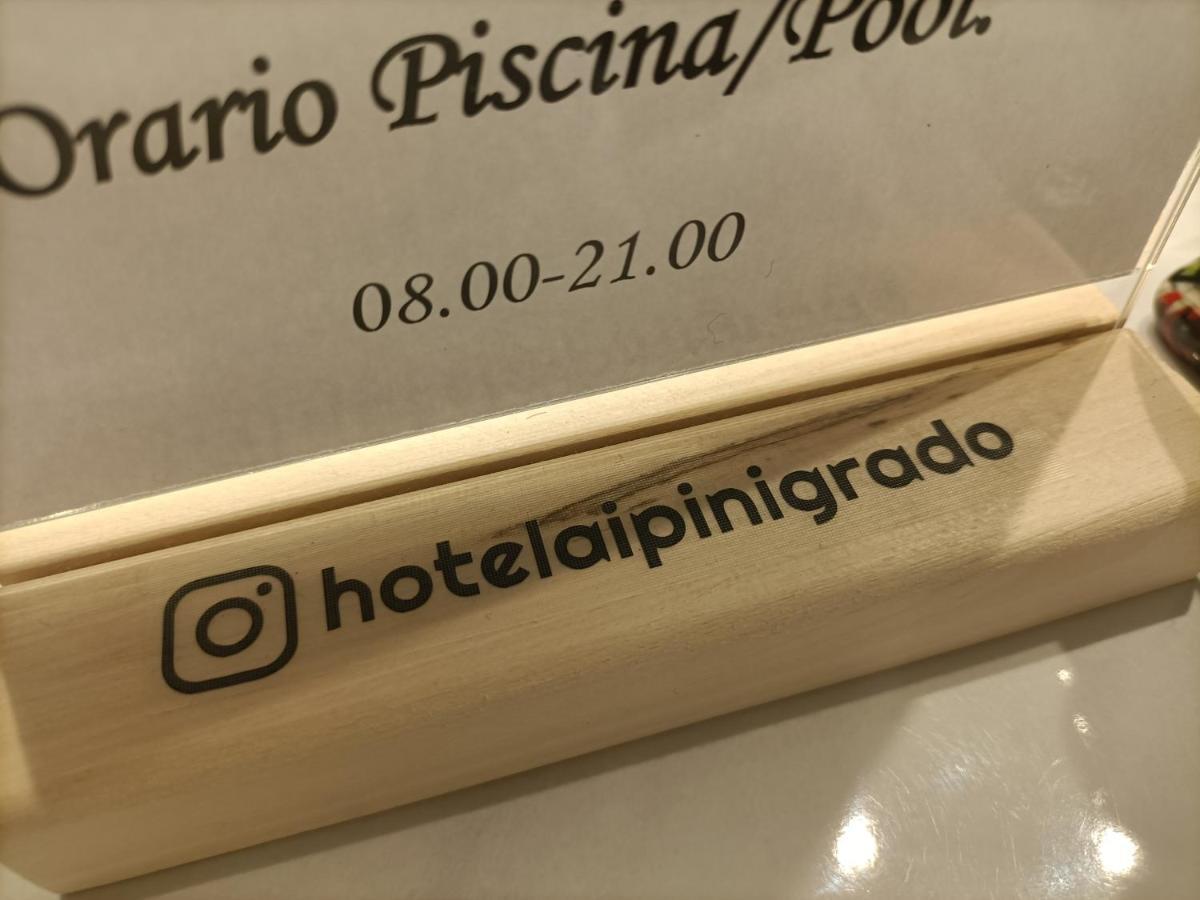 Orario Piscina/Pool.
08.00-21.00
hotelaipinigrado